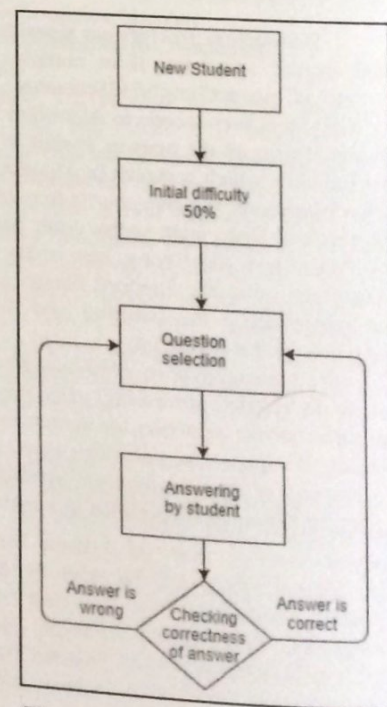 New Student
Initial difficulty
50%
Question
selection
Answering
by student
Answer is
wrong
Checking
correctness
of answer
Answer is
correct